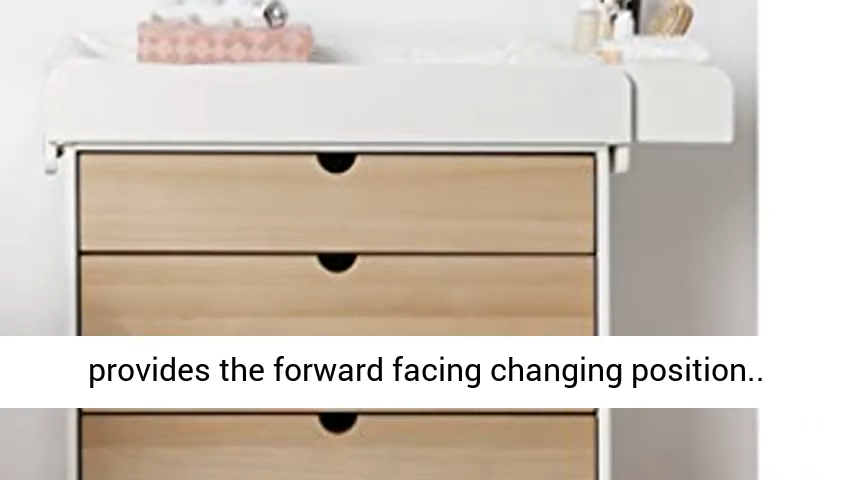 provides the forward facing changing position..